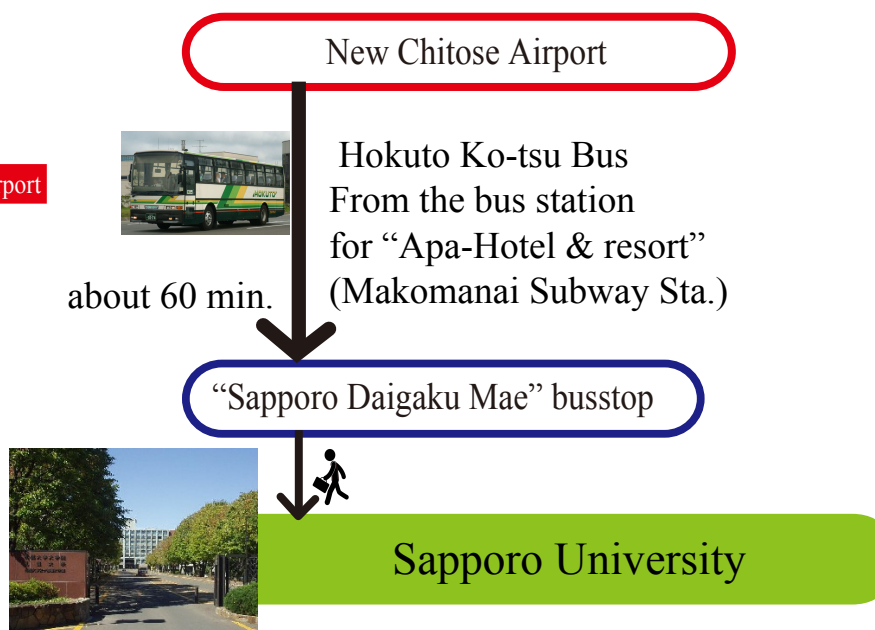 New Chitose Airport
rport
HOKUTO
Hokuto Ko-tsu Bus
From the bus station
for “Apa-Hotel & resort”
(Makomanai Subway Sta.)
about 60 min.
“Sapporo Daigaku Mae” busstop
Sapporo University